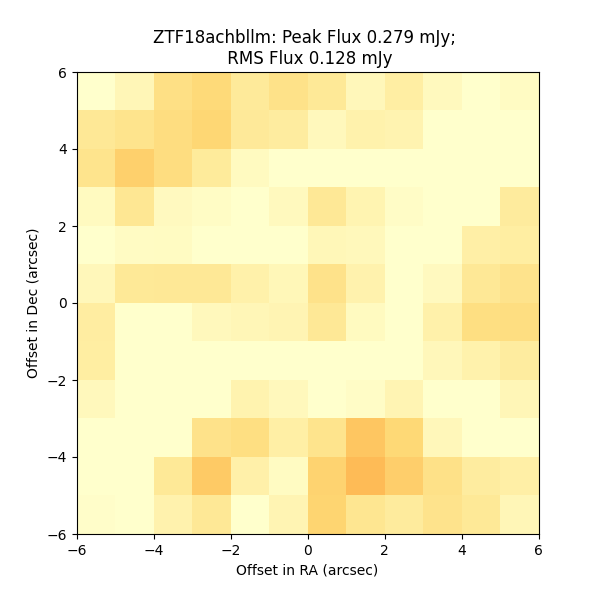 ZTF18achbllm: Peak Flux 0.279 mJy;
RMS Flux 0.128 mJy
6
4
2
0
−2
−4
−6
Offset in Dec (arcsec)
−6 −4 −2 0 2 4 6
Offset in RA (arcsec)